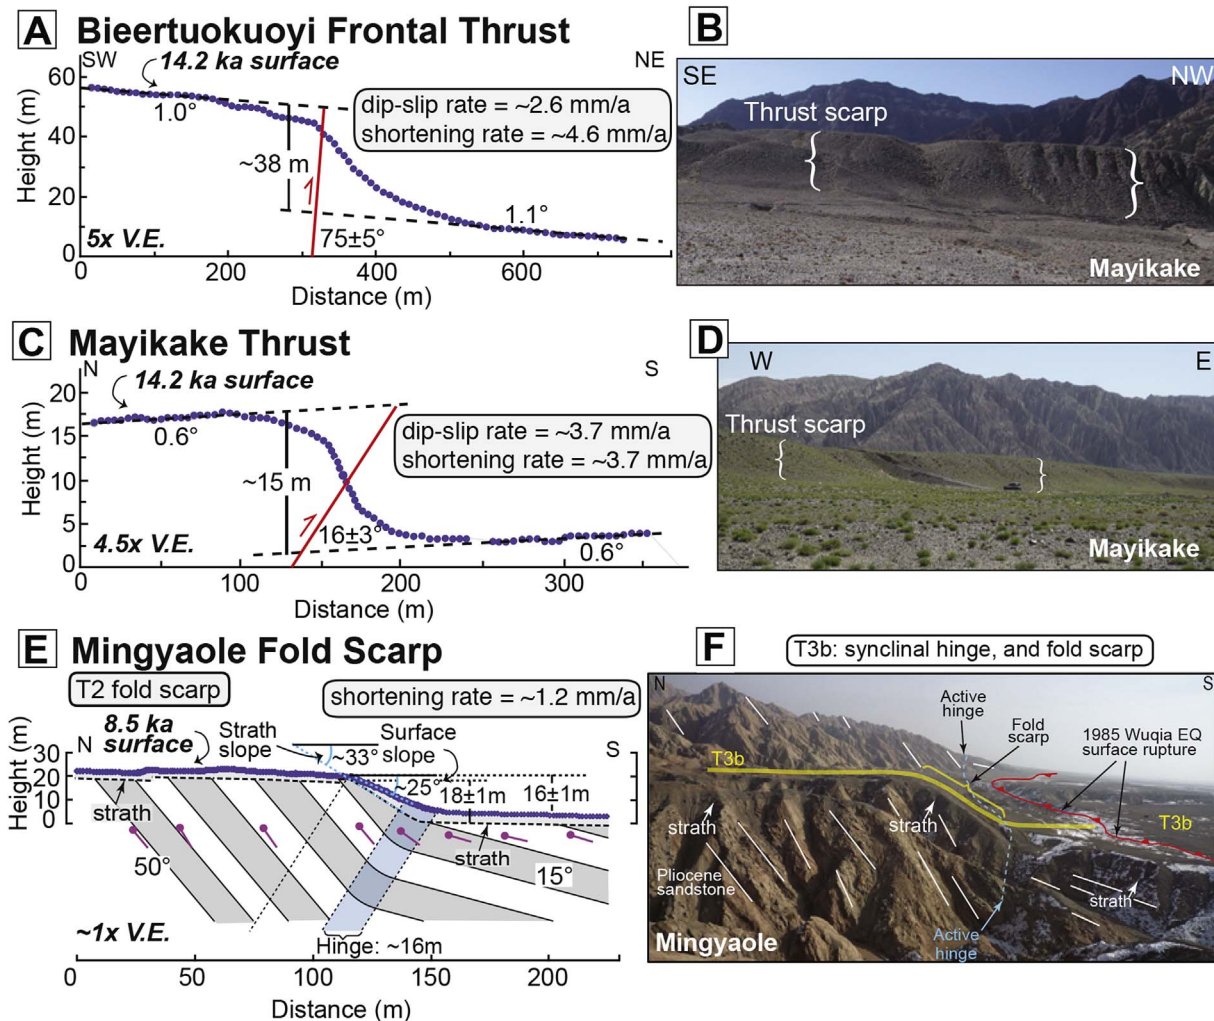 A Bieertuokuoyi Frontal Thrust
SW
NE
14.2 ka surface
60
40
20
0
Height (m)
1.0°
~38 m
dip-slip rate = ~2.6 mm/a
shortening rate = ~4.6 mm/a
1.1°
75±5°
5x V.E.
0
200
400
600
Distance (m)
B
SE
NW
Thrust scarp
Mayikake
C Mayikake Thrust
N
S
14.2 ka surface
20
15
10
5
0
Height (m)
0.6°
~15 m
dip-slip rate = ~3.7 mm/a
shortening rate = ~3.7 mm/a
16±3°
0.6°
4.5x V.E.
0
100
200
300
Distance (m)
D
W
E
Thrust scarp
Mayikake
E Mingyaole Fold Scarp
T2 fold scarp
shortening rate = ~1.2 mm/a
8.5 ka
surface
Strath
slope
Surface
slope
N
S
30
20
10
0
0
Height (m)
~33°
~25°
18±1m
16±1m
strath
strath
50°
15°
~1x V.E.
Hinge: ~16m
0
50
100
150
200
Distance (m)
F
T3b: synclinal hinge, and fold scarp
N
S
Active
hinge
Fold
scarp
1985 Wuqia EQ
surface rupture
T3b
T3b
strath
strath
strath
Pliocene
sandstone
Active
hinge
Mingyaole